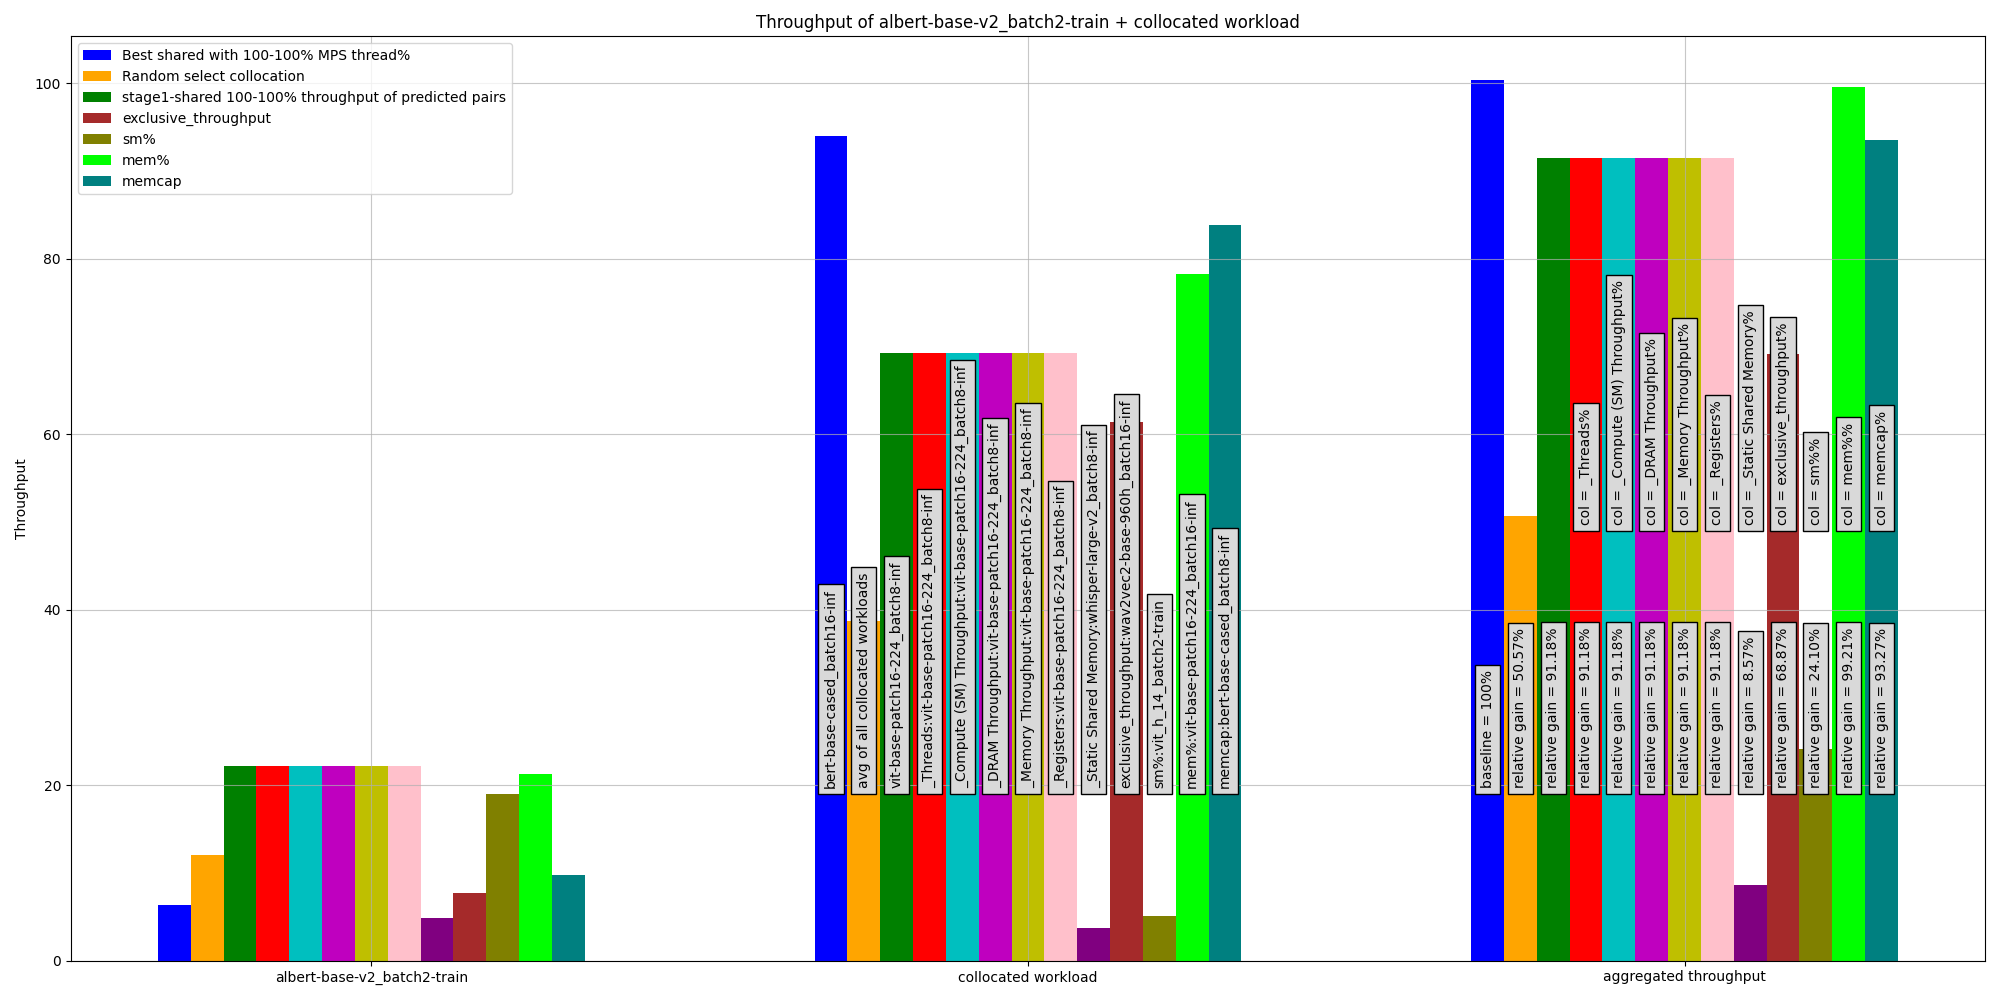 Throughput of albert-base-v2_batch2-train + collocated workload
Best shared with 100-100% MPS thread%
Random select collocation
stage1-shared 100-100% throughput of predicted pairs
exclusive_throughput
sm%
mem%
memcap
Throughput
100
80
60
40
20
0
bert-base-cased_batch16-inf
avg of all collocated workloads
vit-base-patch16-224_batch8-inf
_Threads:vit-base-patch16-224_batch8-inf
_Compute (SM) Throughput:vit-base-patch16-224_batch8-inf
_DRAM Throughput:vit-base-patch16-224_batch8-inf
_Memory Throughput:vit-base-patch16-224_batch8-inf
_Registers:vit-base-patch16-224_batch8-inf
_Static Shared Memory:whisper-large-v2_batch8-inf
exclusive_throughput:wav2vec2-base-960h_batch16-inf
sm%:vit_h_14_batch2-train
mem%:vit-base-patch16-224_batch16-inf
memcap:bert-base-cased_batch8-inf
col = _Threads%
col = _Compute (SM) Throughput%
col = _DRAM Throughput%
col = _Memory Throughput%
col = _Registers%
col = _Static Shared Memory%
col = exclusive_throughput%
col = sm%%
col = mem%%
col = memcap%
baseline = 100%
relative gain = 50.57%
relative gain = 91.18%
relative gain = 91.18%
relative gain = 91.18%
relative gain = 91.18%
relative gain = 91.18%
relative gain = 91.18%
relative gain = 8.57%
relative gain = 68.87%
relative gain = 24.10%
relative gain = 99.21%
relative gain = 93.27%
albert-base-v2_batch2-train
collocated workload
aggregated throughput